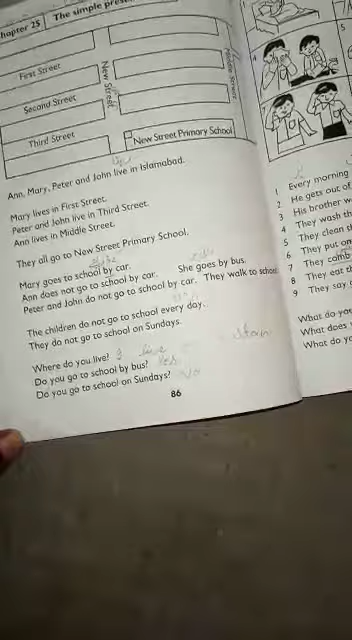 Chapter 25 The simple pres
First Street
Second Street
Third Street
New Street
Middle Street
New Street Primary School
Ann, Mary, Peter and John live in Islamabad.
Mary lives in First Street.
Peter and John live in Third Street.
Ann lives in Middle Street.
They all go to New Street Primary School.
Mary goes to school by car.
Ann does not go to school by car. She goes by bus.
Peter and John do not go to school by car. They walk to school
The children do not go to school every day.
They do not go to school on Sundays.
Where do you live? live
Do you go to school by bus? Yes
Do you go to school on Sundays? No
86
4
5
7
1 Every morning
2 He gets out of
3 His brother w
4 They wash th
5 They clean th
6 They put on
7 They comb
8 They eat th
9 They say g
What do you
What does
What do yo